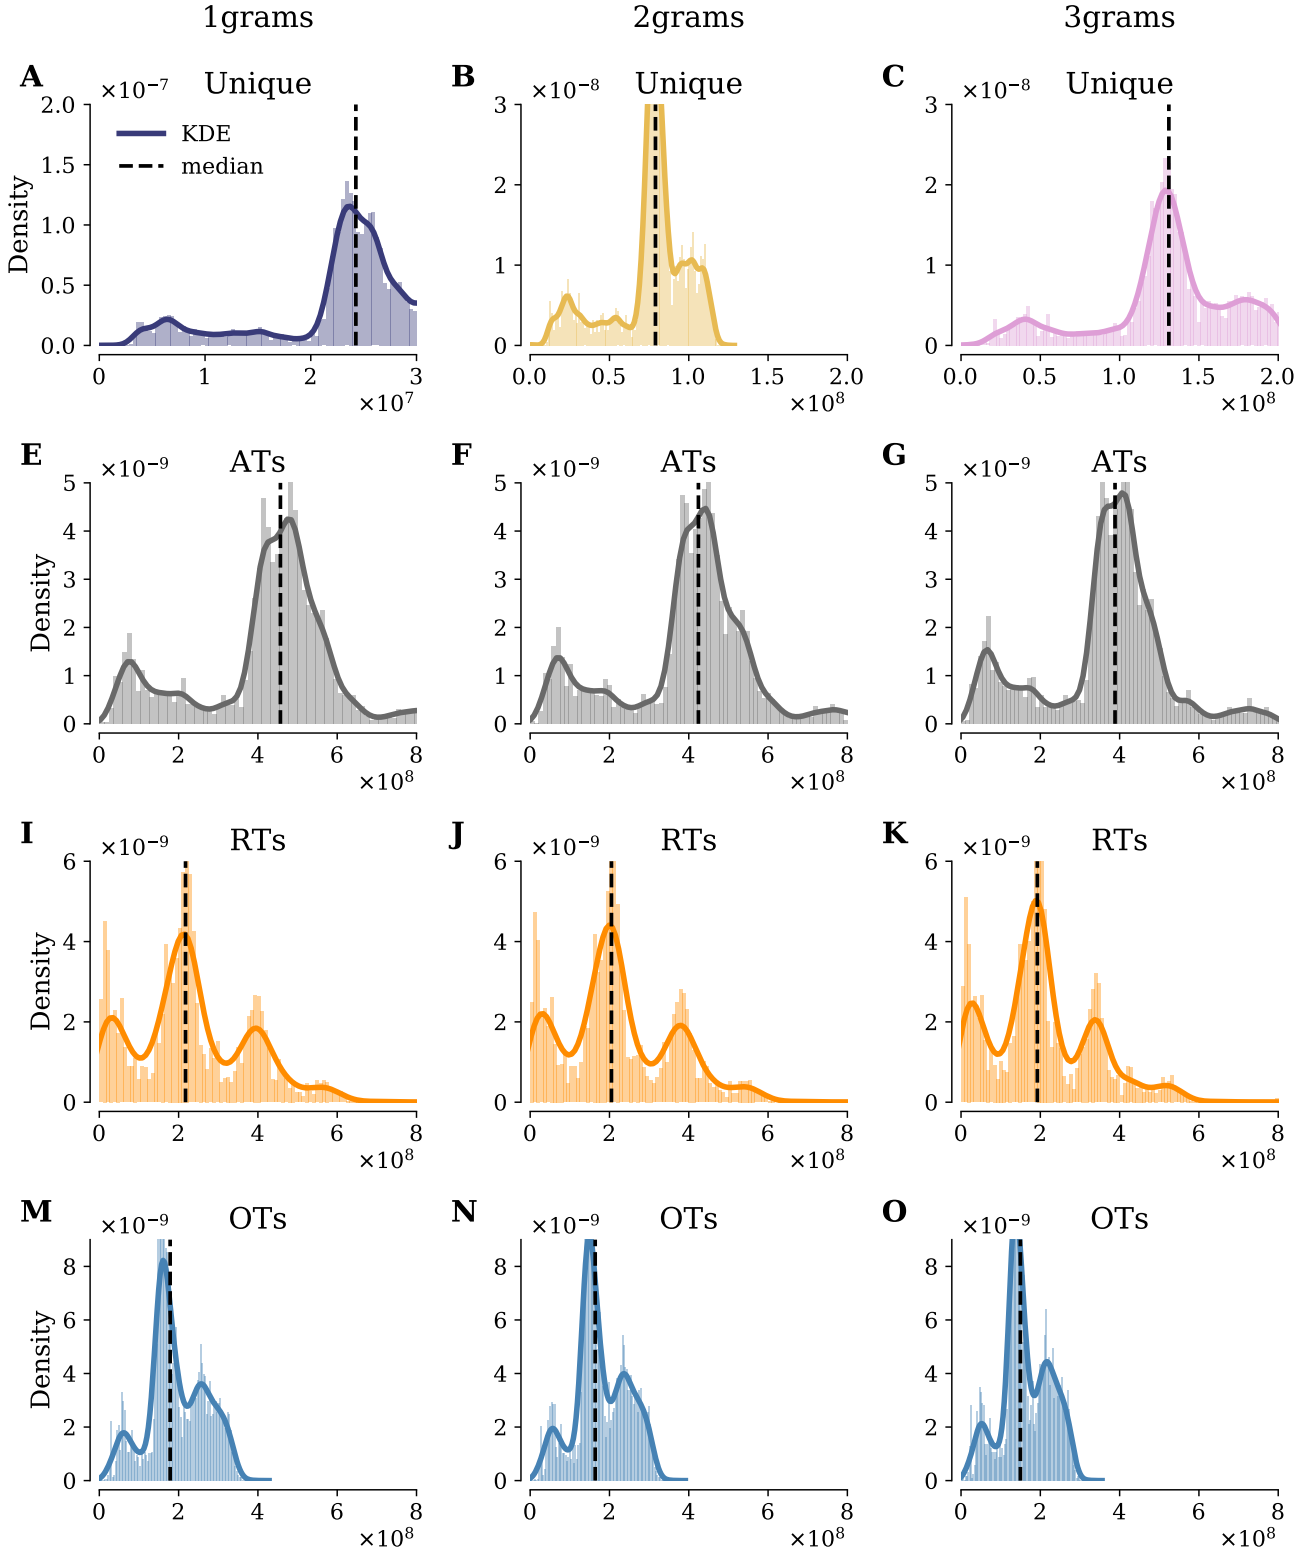 1grams 2grams 3grams
A ×10⁻⁷ Unique B ×10⁻⁸ Unique C ×10⁻⁸ Unique
2.0 1.5 1.0 0.5 0.0 3 2 1 0 3 2 1 0
KDE
median
Density
0 1 2 3 0.0 0.5 1.0 1.5 2.0 0.0 0.5 1.0 1.5 2.0
×10⁷ ×10⁸ ×10⁸
E ×10⁻⁹ ATs F ×10⁻⁹ ATs G ×10⁻⁹ ATs
5 4 3 2 1 0 5 4 3 2 1 0 5 4 3 2 1 0
Density
0 2 4 6 8 0 2 4 6 8 0 2 4 6 8
×10⁸ ×10⁸ ×10⁸
I ×10⁻⁹ RTs J ×10⁻⁹ RTs K ×10⁻⁹ RTs
6 4 2 0 6 4 2 0 6 4 2 0
Density
0 2 4 6 8 0 2 4 6 8 0 2 4 6 8
×10⁸ ×10⁸ ×10⁸
M ×10⁻⁹ OTs N ×10⁻⁹ OTs O ×10⁻⁹ OTs
8 6 4 2 0 8 6 4 2 0 8 6 4 2 0
Density
0 2 4 6 8 0 2 4 6 8 0 2 4 6 8
×10⁸ ×10⁸ ×10⁸